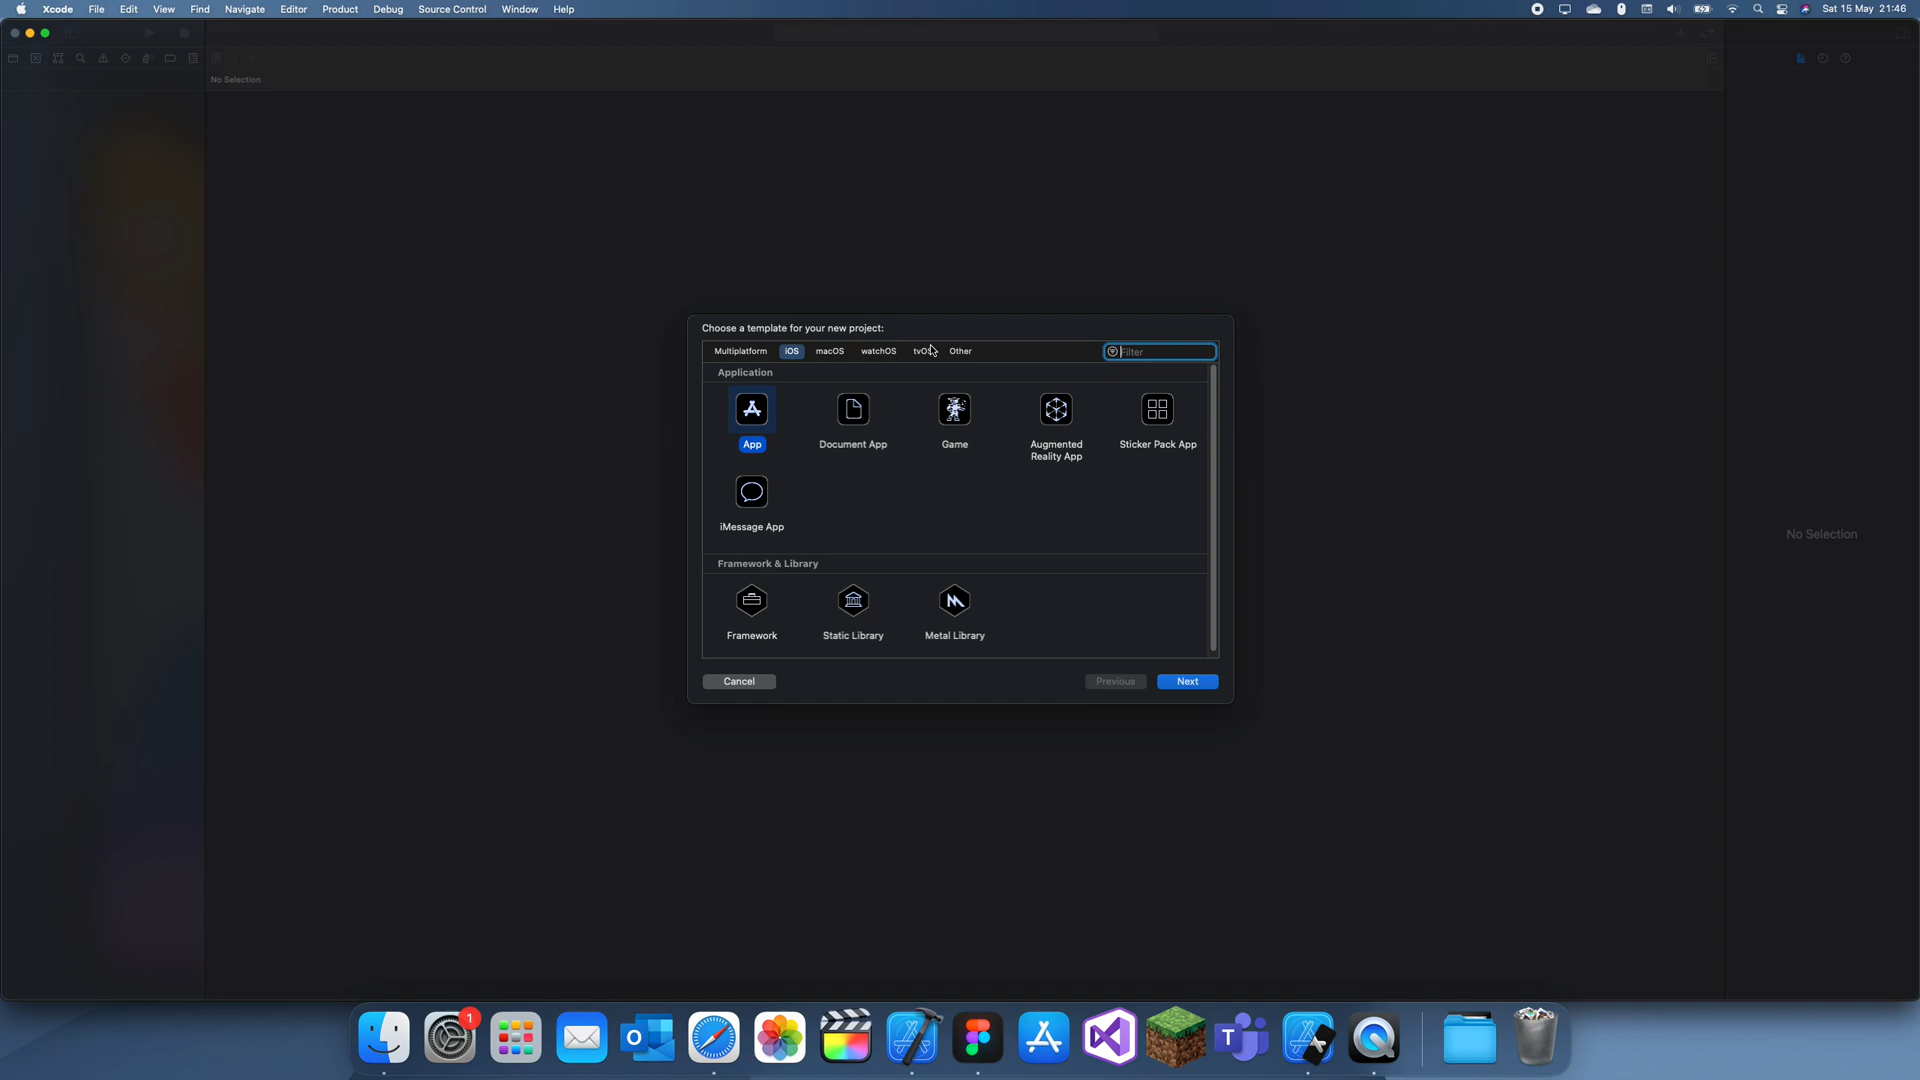 Xcode File Edit View Find Navigate Editor Product Debug Source Control Window Help Sat 15 May 21:46
No Selection
Choose a template for your new project:
Multiplatform iOS macOS watchOS tvOS Other Filter
Application
App Document App Game Augmented Reality App Sticker Pack App
iMessage App
No Selection
Framework & Library
Framework Static Library Metal Library
Cancel Previous Next
1